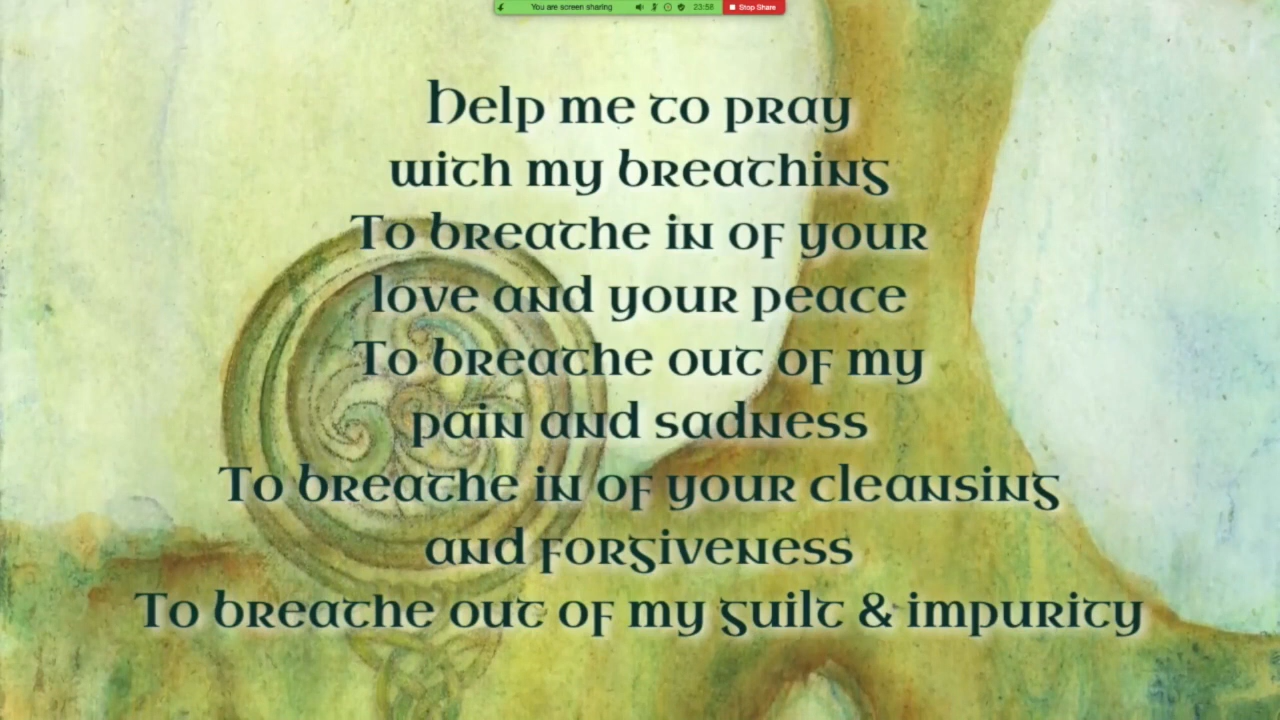 You are screen sharing 23:58 Stop Share
Help me to pray
with my breathing
To breathe in of your
love and your peace
To breathe out of my
pain and sadness
To breathe in of your cleansing
and forgiveness
To breathe out of my guilt & impurity